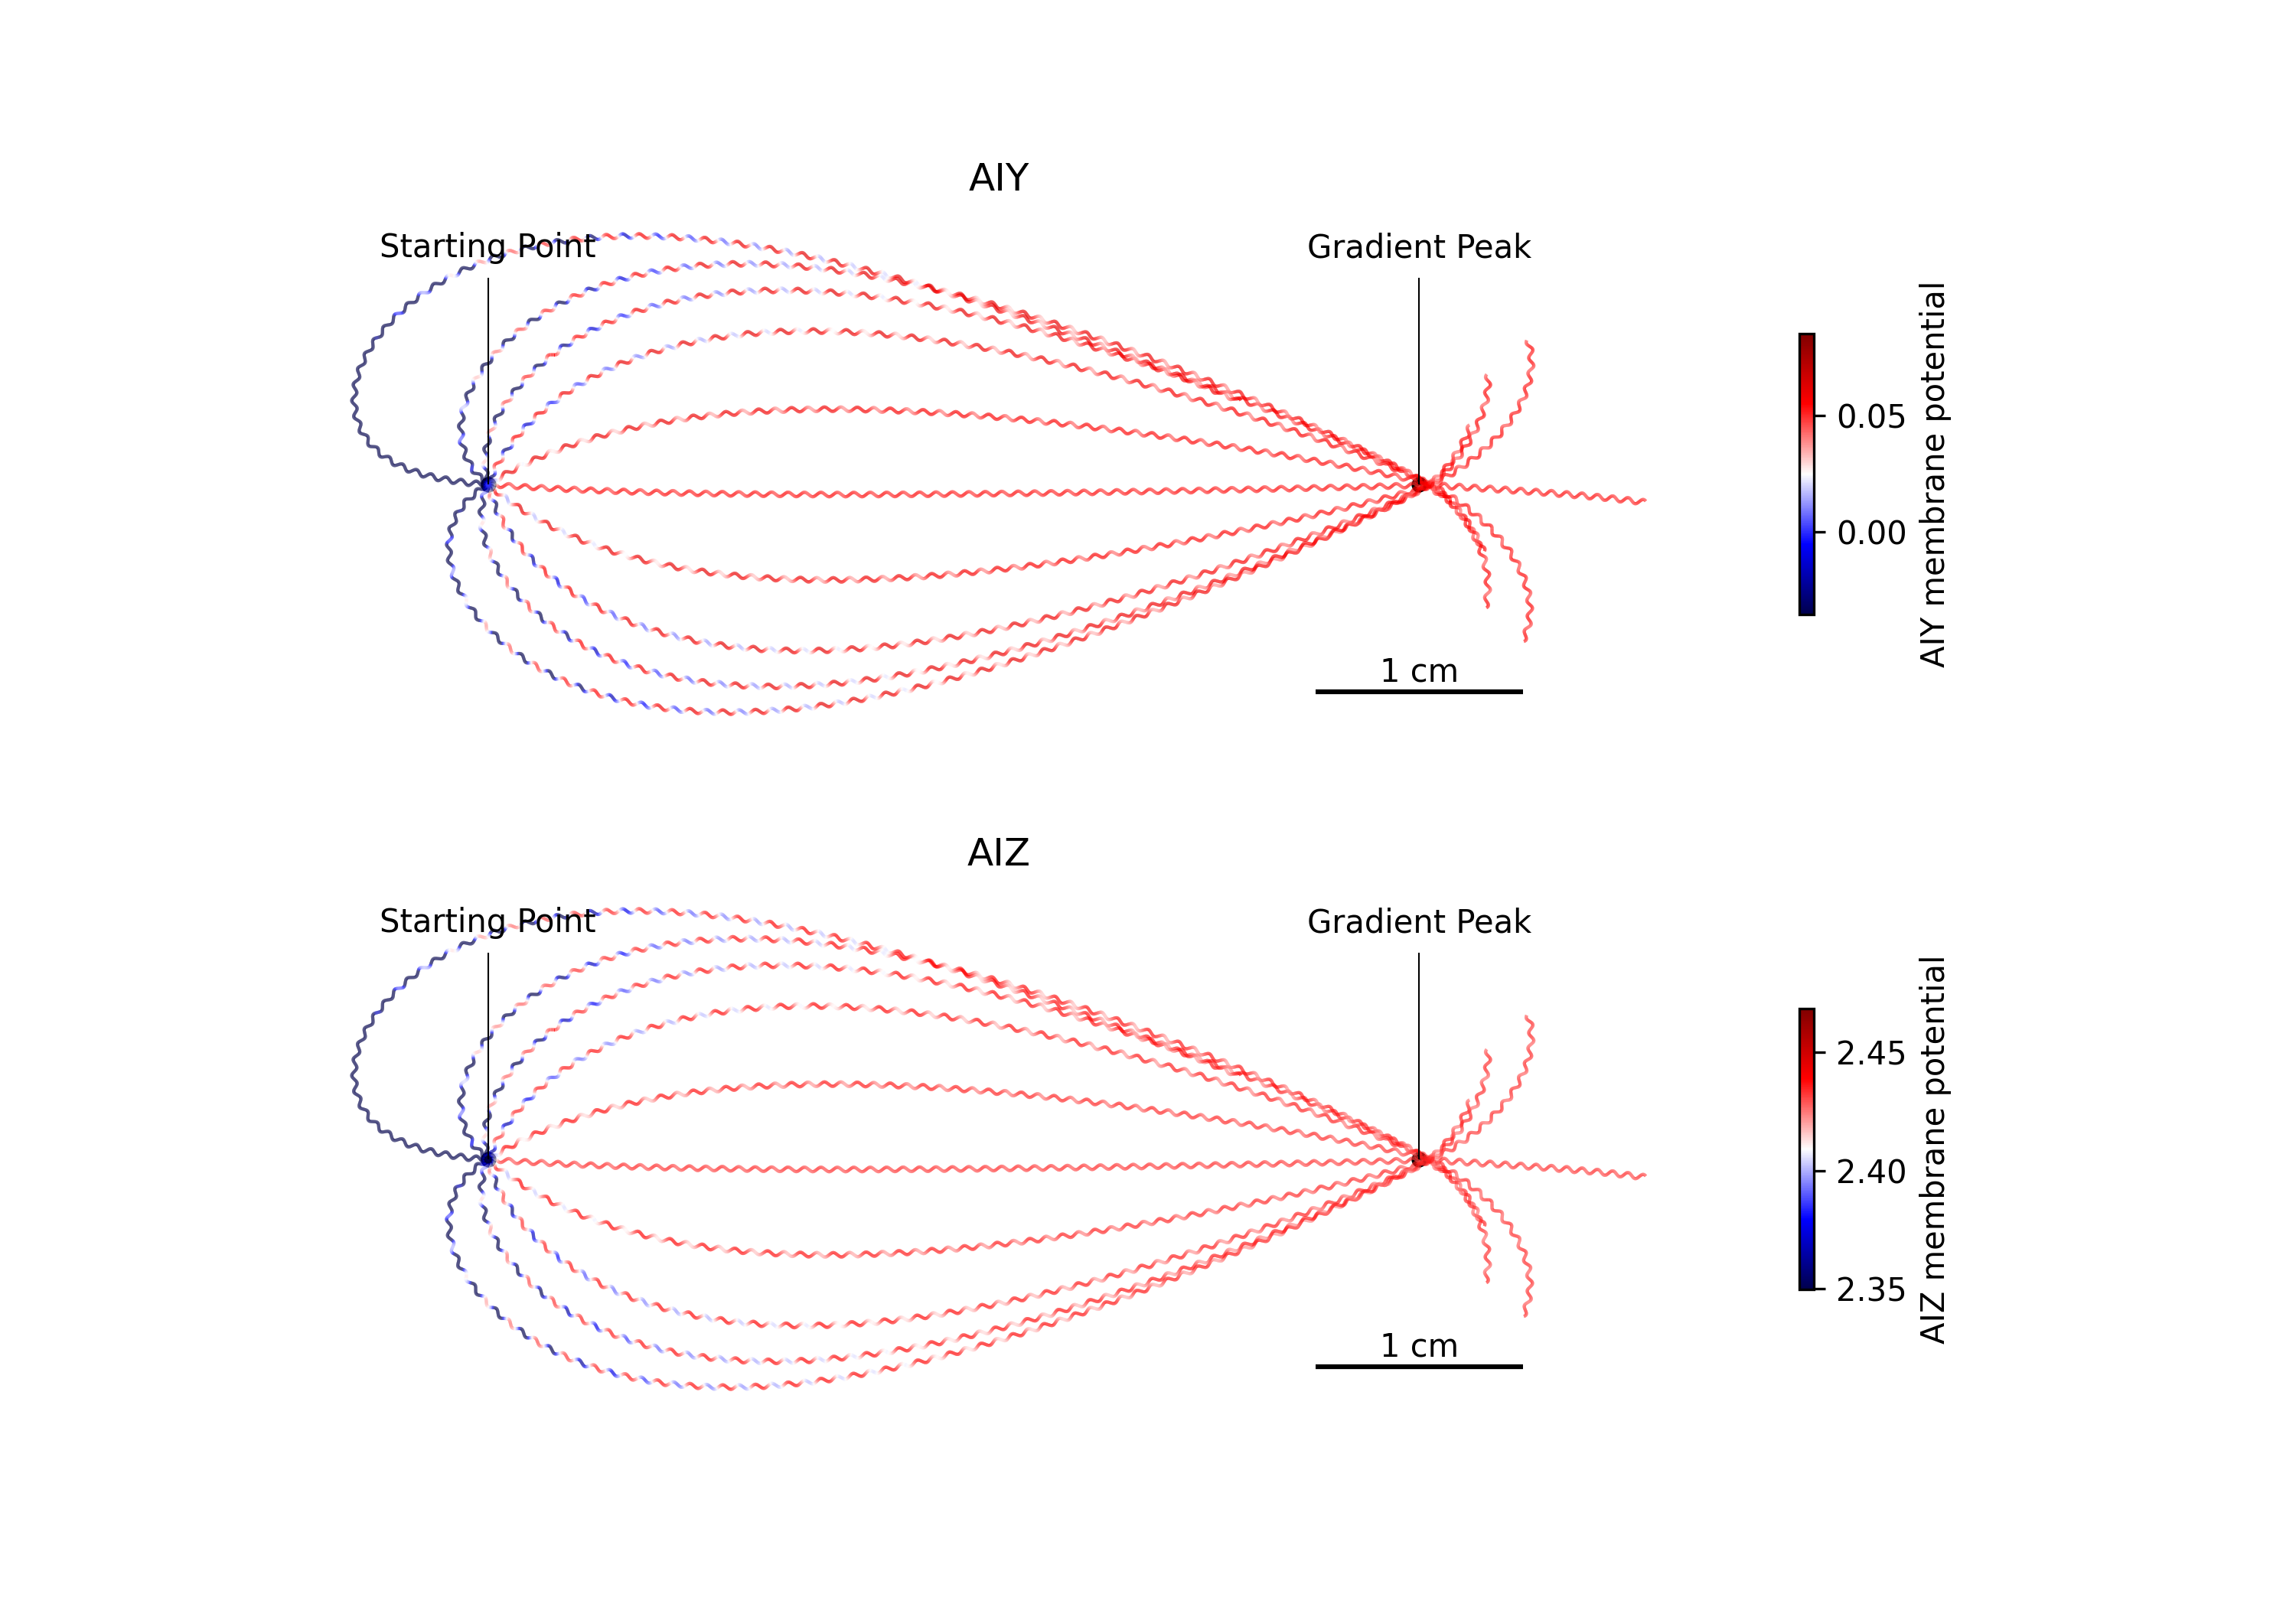 AIY
Starting Point
Gradient Peak
0.05
0.00
AIY membrane potential
1 cm
AIZ
Starting Point
Gradient Peak
2.45
2.40
2.35
AIZ membrane potential
1 cm